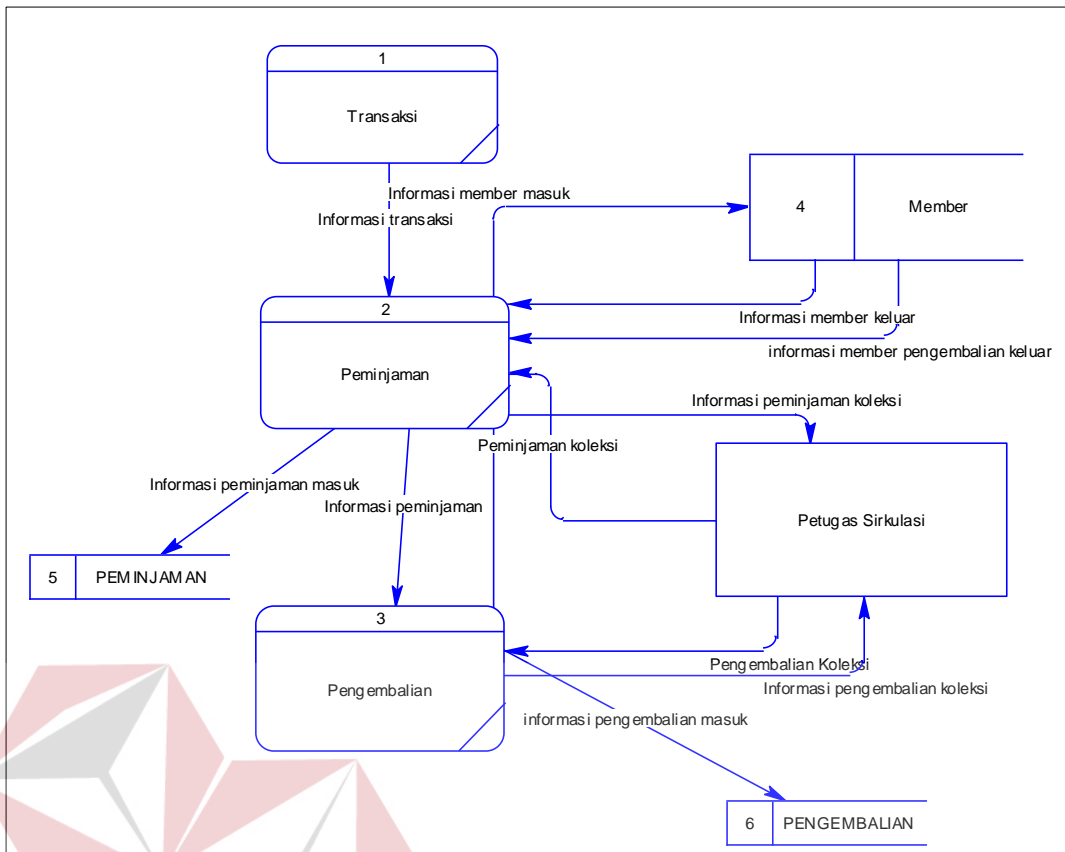 1
Transaksi
Informasi member masuk
Informasi transaksi
4
Member
2
Peminjaman
Informasi member keluar
informasi member pengembalian keluar
Informasi peminjaman koleksi
Peminjaman koleksi
Informasi peminjaman masuk
Informasi peminjaman
Petugas Sirkulasi
5
PEMINJAMAN
3
Pengembalian
Pengembalian Koleksi
Informasi pengembalian koleksi
informasi pengembalian masuk
6
PENGEMBALIAN